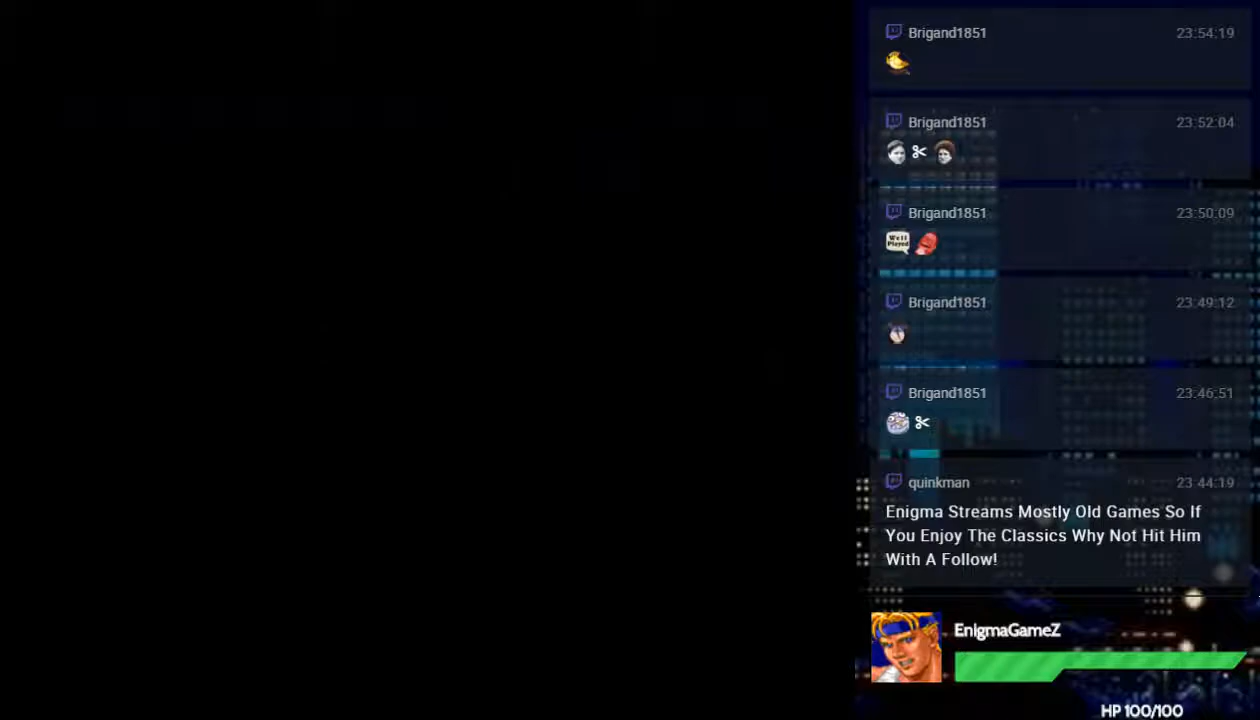 Brigand1851 23:54:19
Brigand1851 23:52:04
Brigand1851 23:50:09
Well Played
Brigand1851 23:49:12
Brigand1851 23:46:51
quinkman 23:44:19
Enigma Streams Mostly Old Games So If
You Enjoy The Classics Why Not Hit Him
With A Follow!
EnigmaGameZ
HP 100/100